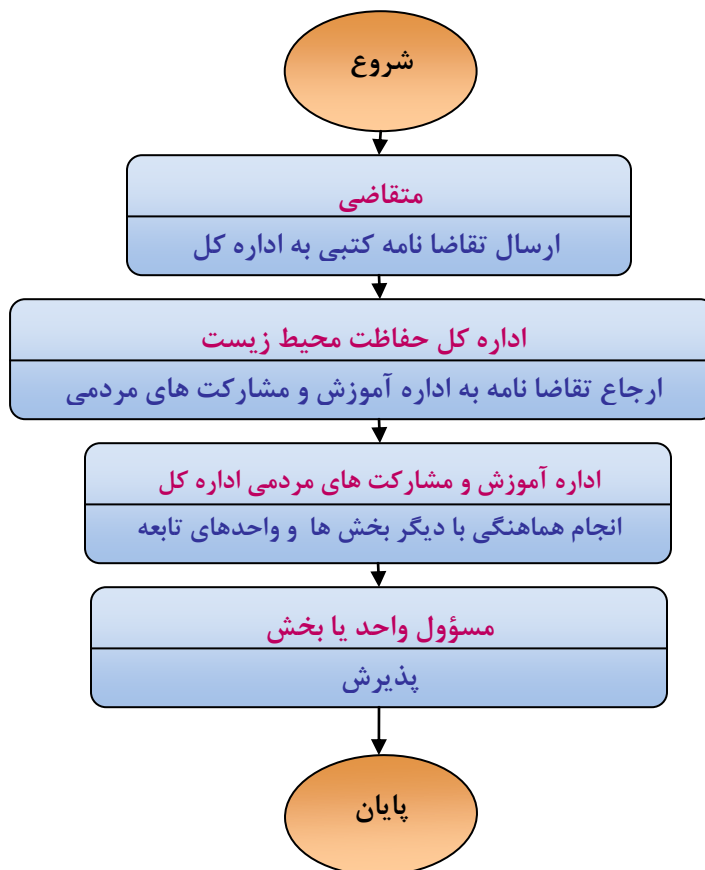 شروع
متقاضی
ارسال تقاضا نامه کتبی به اداره کل
اداره کل حفاظت محیط زیست
ارجاع تقاضا نامه به اداره آموزش و مشارکت های مردمی
اداره آموزش و مشارکت های مردمی اداره کل
انجام هماهنگی با دیگر بخش ها و واحدهای تابعه
مسؤول واحد یا بخش
پذیرش
پایان